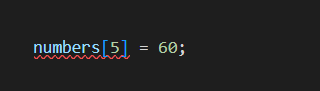 numbers[5] = 60;